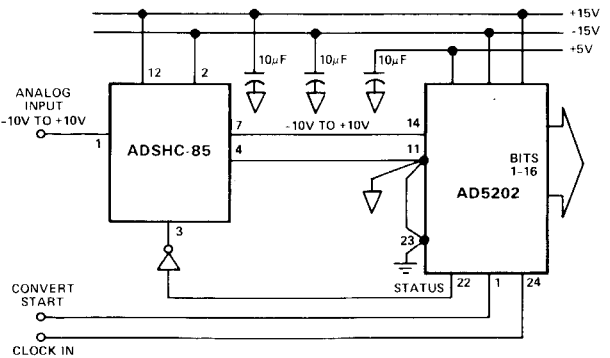 +15V
-15V
+5V
10μF
10μF
10μF
12
2
ANALOG
INPUT
-10V TO +10V
1
ADSHC-85
7
-10V TO +10V
14
4
11
BITS
1-16
AD5202
3
23
STATUS
22
1
24
CONVERT
START
CLOCK IN